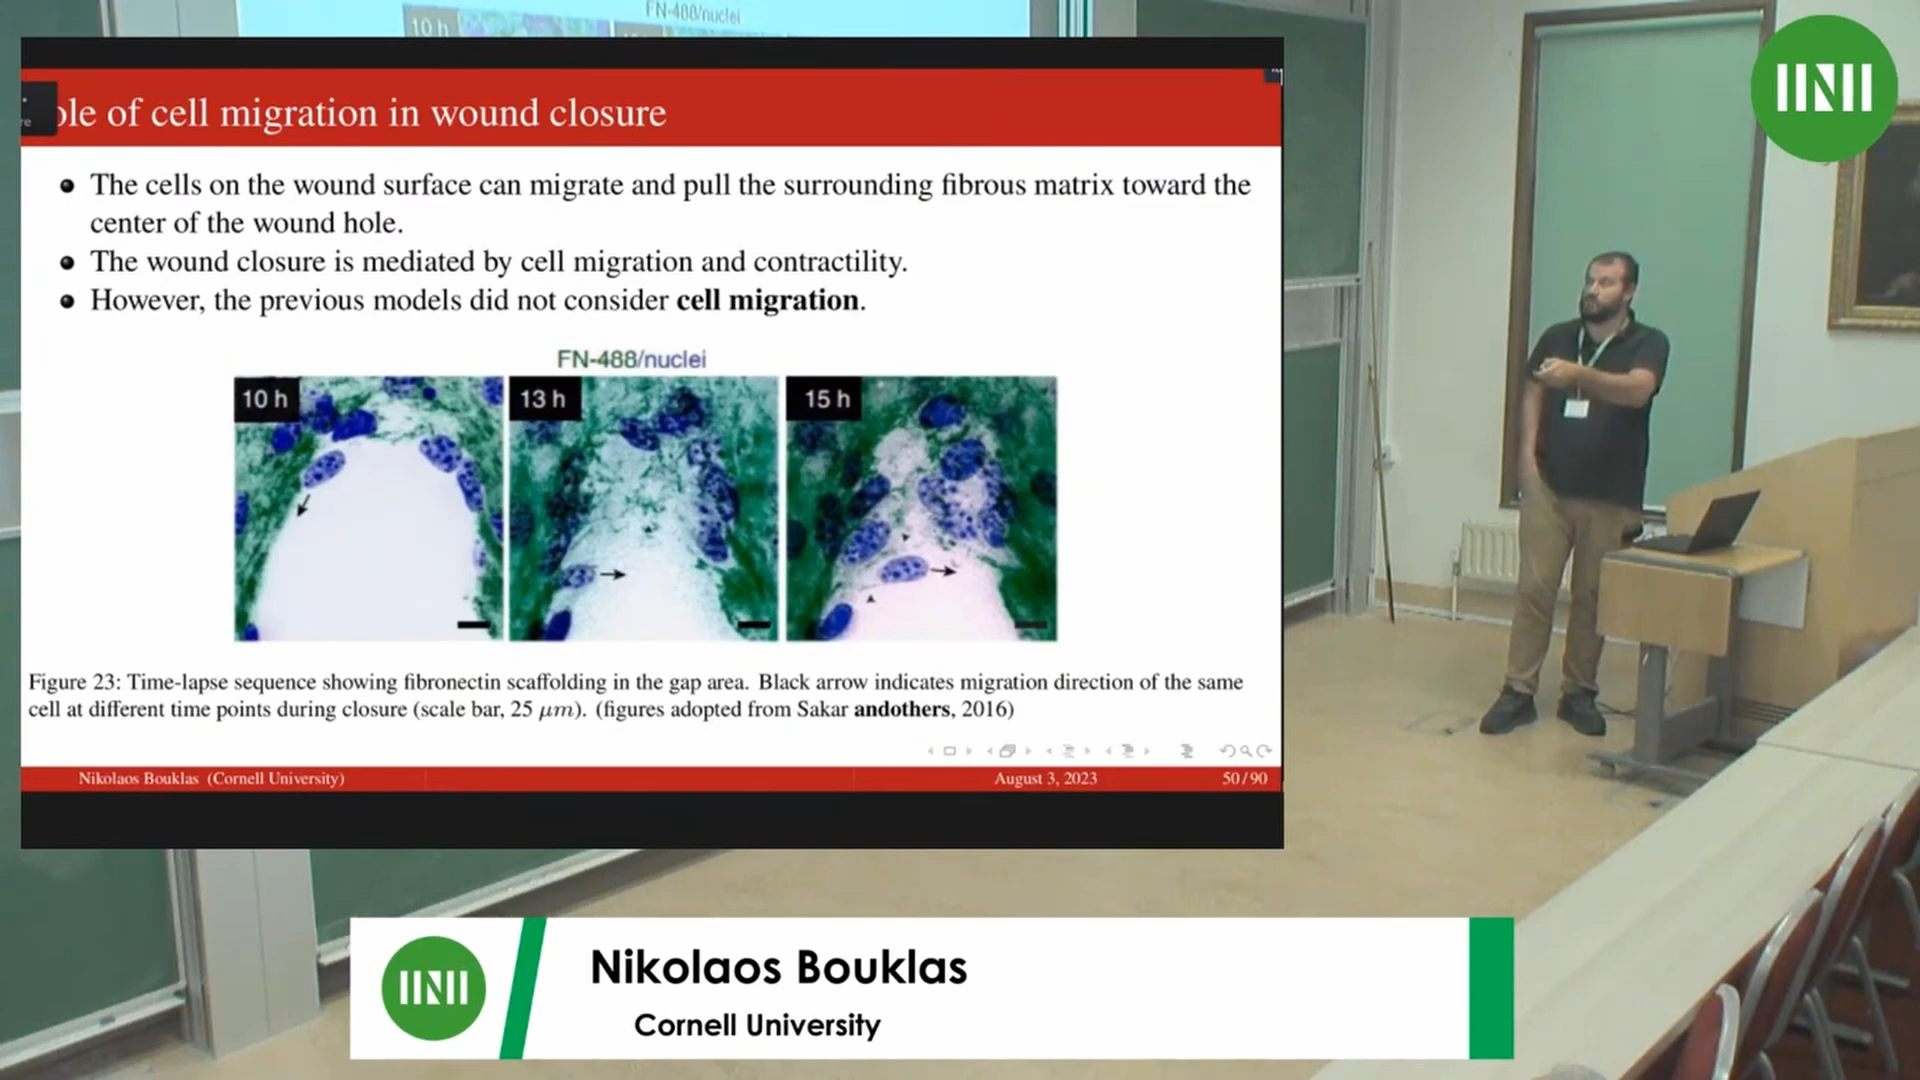 FN-488/nuclei
10 h
ole of cell migration in wound closure
The cells on the wound surface can migrate and pull the surrounding fibrous matrix toward the
center of the wound hole.
The wound closure is mediated by cell migration and contractility.
However, the previous models did not consider cell migration.
FN-488/nuclei
10 h
13 h
15 h
Figure 23: Time-lapse sequence showing fibronectin scaffolding in the gap area. Black arrow indicates migration direction of the same
cell at different time points during closure (scale bar, 25 μm). (figures adopted from Sakar andothers, 2016)
Nikolaos Bouklas (Cornell University)
August 3, 2023
50/90
Nikolaos Bouklas
Cornell University